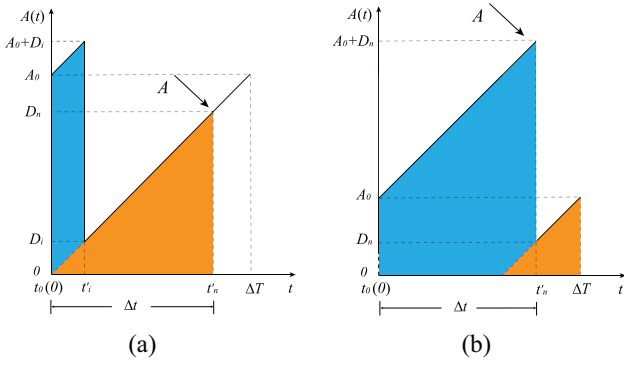 A(t)
A₀+Dᵢ
A₀
Dₙ
A
Dᵢ
0
t₀(0)
t'ᵢ
t'ₙ
ΔT
t
Δt
(a)
A(t)
A₀+Dₙ
A
A₀
Dₙ
0
t₀(0)
t'ₙ
ΔT
t
Δt
(b)